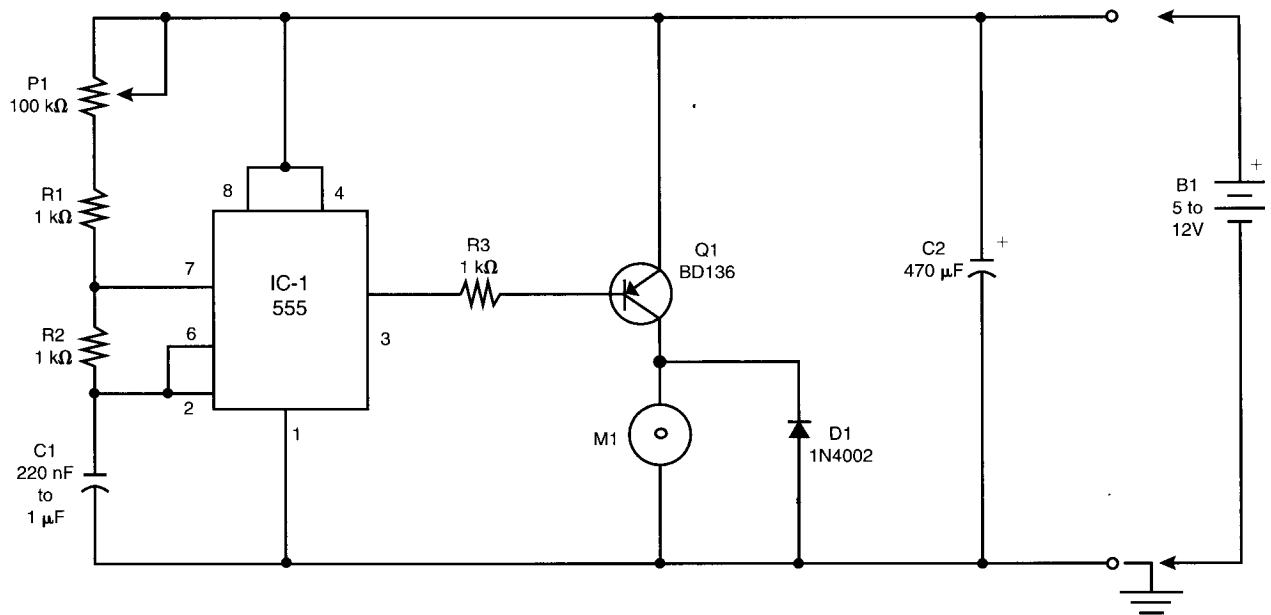 P1
100 kΩ
R1
1 kΩ
R2
1 kΩ
C1
220 nF
to
1 μF
8
4
7
6
2
1
3
IC-1
555
R3
1 kΩ
Q1
BD136
M1
D1
1N4002
C2
470 μF
+
B1
5 to
12V
+